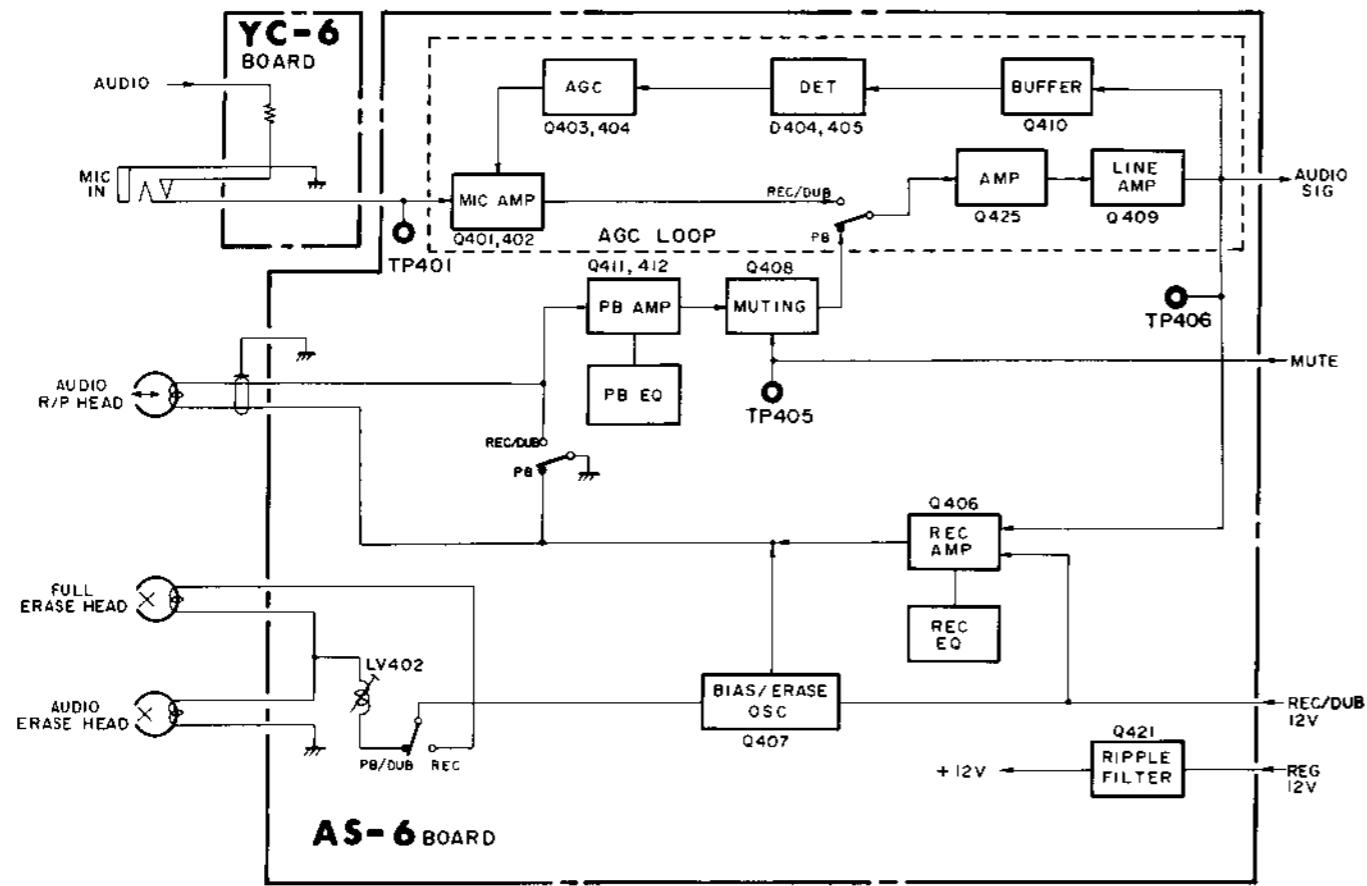 YC-6
BOARD
AUDIO
MIC
IN
AGC
Q403, 404
DET
D404, 405
BUFFER
Q410
MIC AMP
Q401, 402
REC/DUB
PB
AGC LOOP
AMP
Q425
LINE
AMP
Q409
AUDIO
SIG
TP401
Q411, 412
PB AMP
Q408
MUTING
TP406
MUTE
PB EQ
TP405
AUDIO
R/P HEAD
REC/DUB
PB
Q406
REC
AMP
REC
EQ
FULL
ERASE HEAD
LV402
AUDIO
ERASE HEAD
PB/DUB
REC
BIAS/ERASE
OSC
Q407
REC/DUB
12V
Q421
RIPPLE
FILTER
+12V
REG
12V
AS-6 BOARD